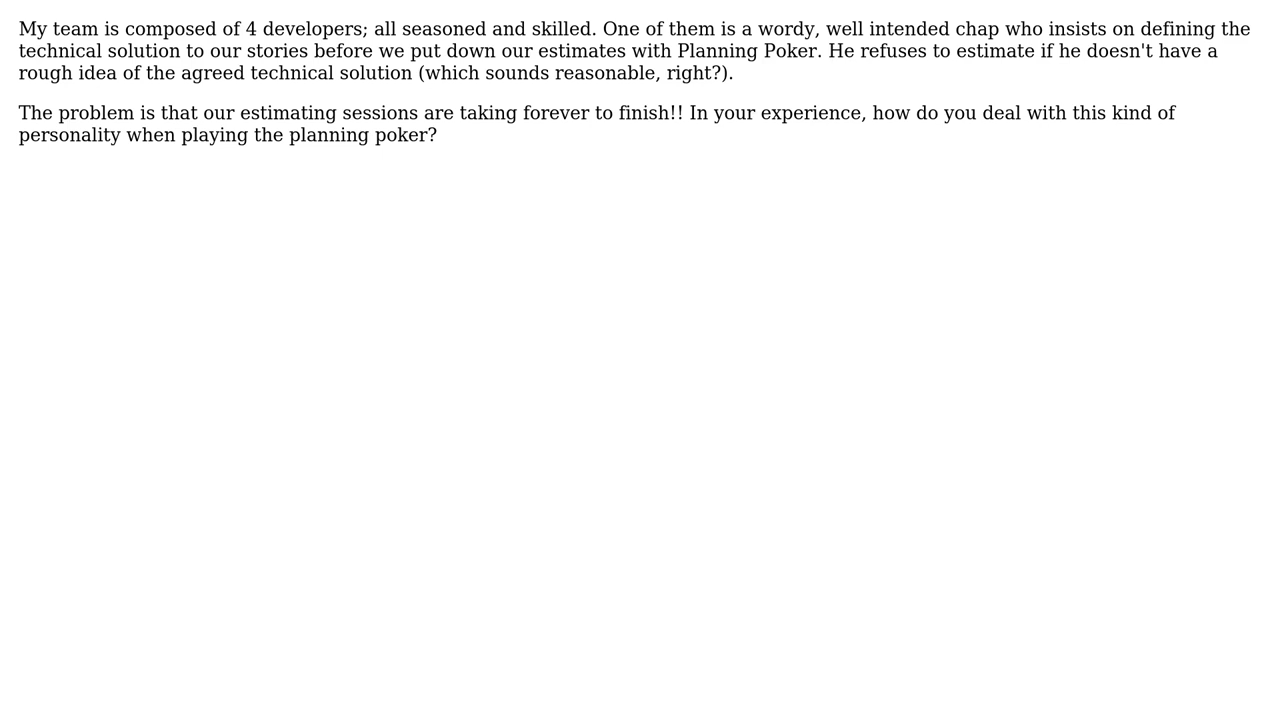 My team is composed of 4 developers; all seasoned and skilled. One of them is a wordy, well intended chap who insists on defining the
technical solution to our stories before we put down our estimates with Planning Poker. He refuses to estimate if he doesn't have a
rough idea of the agreed technical solution (which sounds reasonable, right?).
The problem is that our estimating sessions are taking forever to finish!! In your experience, how do you deal with this kind of
personality when playing the planning poker?